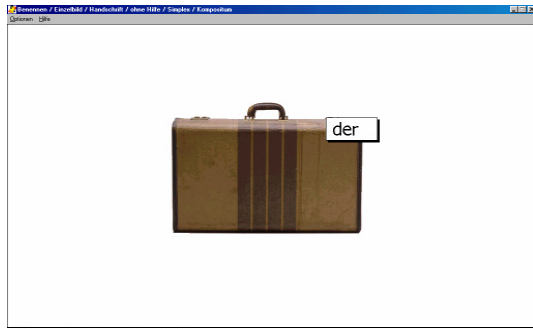 Benennen / Einzelbild / Handschrift / ohne Hilfe / Simplex / Kompositum
Optionen Hilfe
der